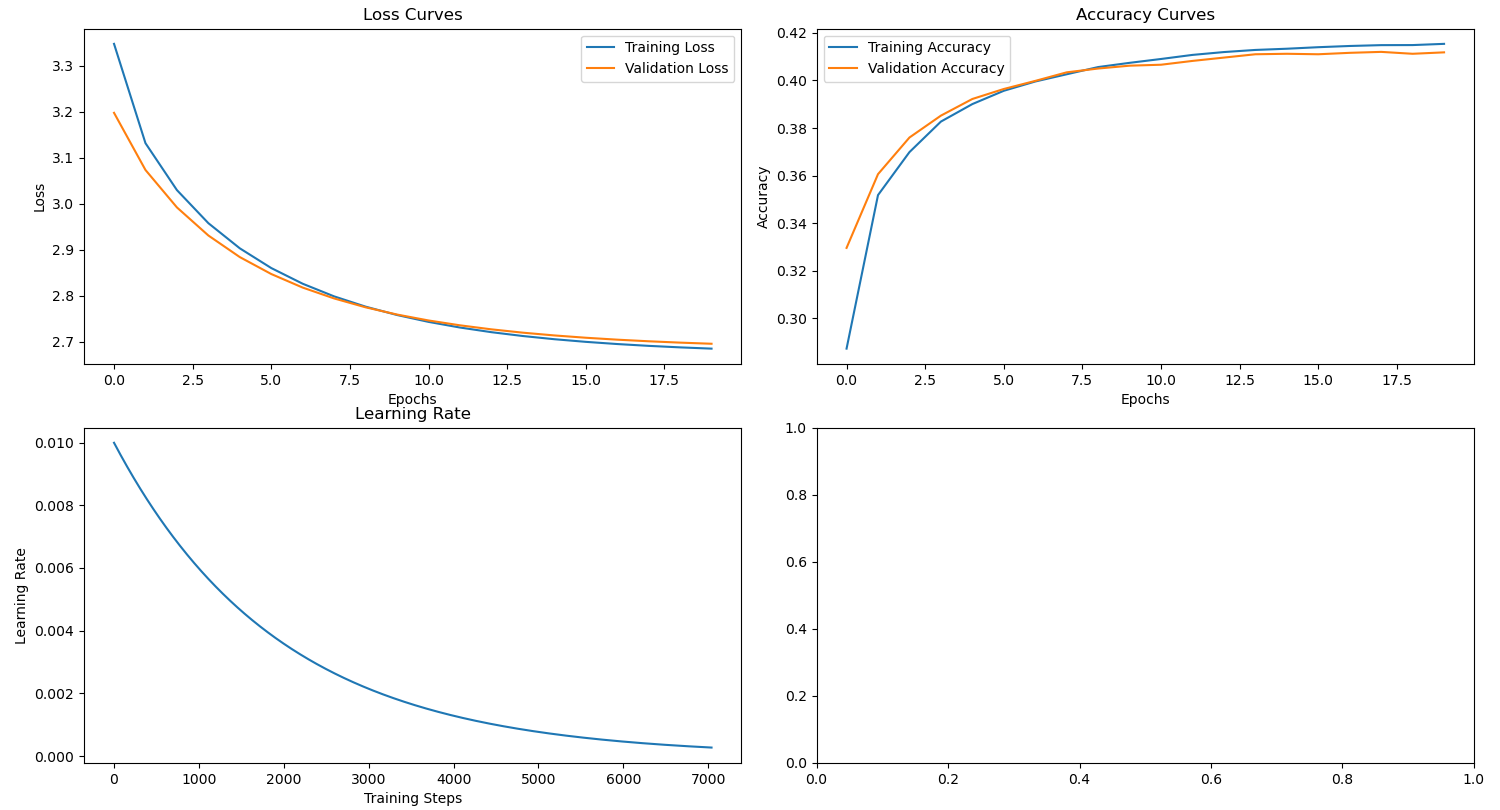 Loss Curves
Training Loss
Validation Loss
Loss
3.3
3.2
3.1
3.0
2.9
2.8
2.7
0.0 2.5 5.0 7.5 10.0 12.5 15.0 17.5
Epochs
Accuracy Curves
Training Accuracy
Validation Accuracy
Accuracy
0.42
0.40
0.38
0.36
0.34
0.32
0.30
0.0 2.5 5.0 7.5 10.0 12.5 15.0 17.5
Epochs
Learning Rate
Learning Rate
0.010
0.008
0.006
0.004
0.002
0.000
0 1000 2000 3000 4000 5000 6000 7000
Training Steps
1.0
0.8
0.6
0.4
0.2
0.0
0.0 0.2 0.4 0.6 0.8 1.0